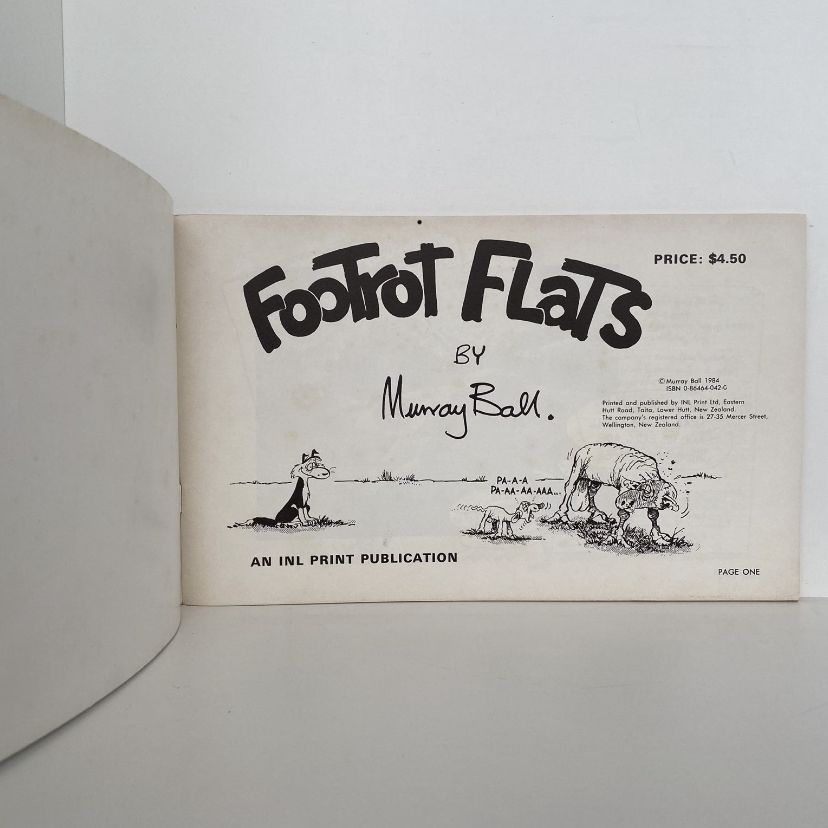 Footrot Flats
PRICE: $4.50
BY
Murray Ball.
© Murray Ball 1984
ISBN 0-86464-042-0
Printed and published by INL Print Ltd, Eastern
Hutt Road, Taita, Lower Hutt, New Zealand.
The company's registered office is 27-35 Mercer Street,
Wellington, New Zealand.
PA-A-A
PA-AA-AA-AAA...
AN INL PRINT PUBLICATION
PAGE ONE